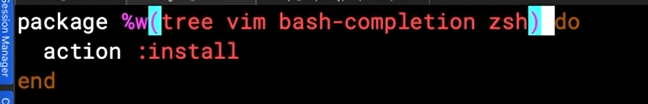 Session Manager
package %w(tree vim bash-completion zsh) do
  action :install
end